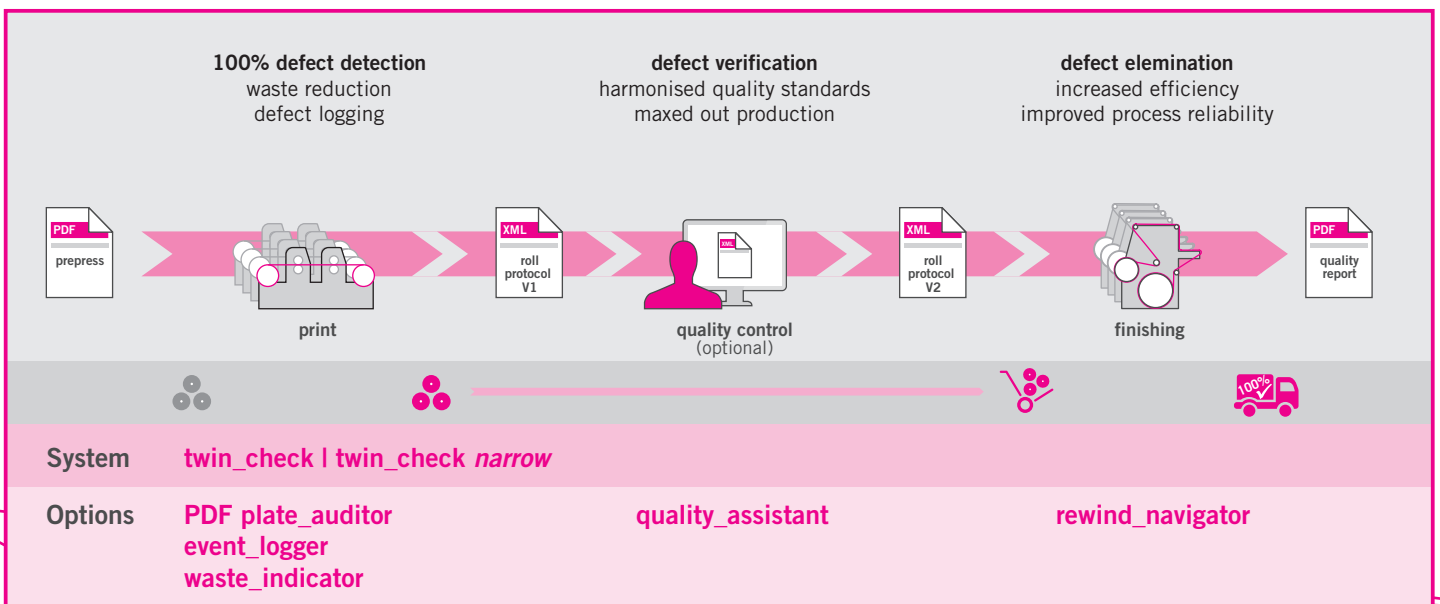 100% defect detection
waste reduction
defect logging
defect verification
harmonised quality standards
maxed out production
defect elemination
increased efficiency
improved process reliability
PDF
prepress
print
XML
roll
protocol
V1
XML
quality control
(optional)
XML
roll
protocol
V2
finishing
PDF
quality
report
100%
System
twin_check | twin_check narrow
Options
PDF plate_auditor
event_logger
waste_indicator
quality_assistant
rewind_navigator